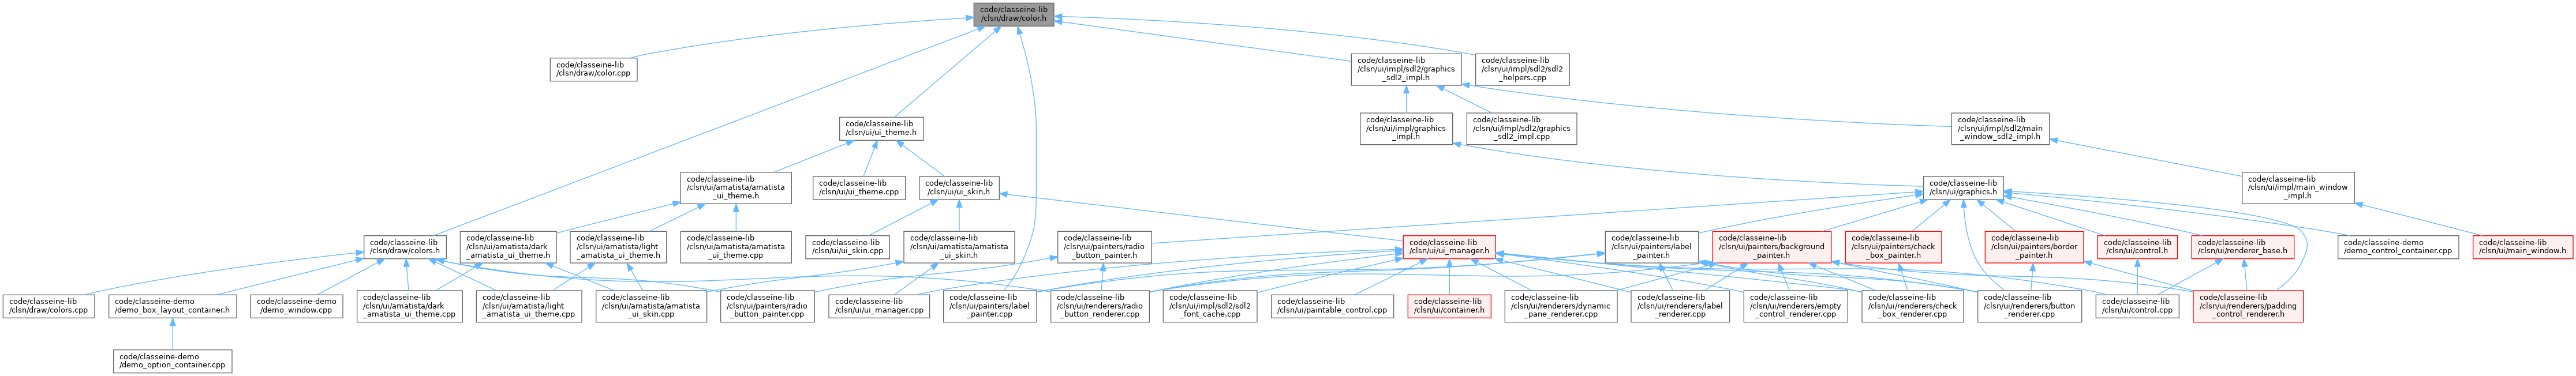 code/classeine-lib
/clsn/draw/color.h
code/classeine-lib
/clsn/draw/color.cpp
code/classeine-lib
/clsn/ui/impl/sdl2/graphics
_sdl2_impl.h
code/classeine-lib
/clsn/ui/impl/sdl2/sdl2
_helpers.cpp
code/classeine-lib
/clsn/ui/ui_theme.h
code/classeine-lib
/clsn/ui/impl/graphics
_impl.h
code/classeine-lib
/clsn/ui/impl/sdl2/graphics
_sdl2_impl.cpp
code/classeine-lib
/clsn/ui/impl/sdl2/main
_window_sdl2_impl.h
code/classeine-lib
/clsn/ui/amatista/amatista
_ui_theme.h
code/classeine-lib
/clsn/ui/ui_theme.cpp
code/classeine-lib
/clsn/ui/ui_skin.h
code/classeine-lib
/clsn/ui/graphics.h
code/classeine-lib
/clsn/ui/impl/main_window
_impl.h
code/classeine-lib
/clsn/draw/colors.h
code/classeine-lib
/clsn/ui/amatista/dark
_amatista_ui_theme.h
code/classeine-lib
/clsn/ui/amatista/light
_amatista_ui_theme.h
code/classeine-lib
/clsn/ui/amatista/amatista
_ui_theme.cpp
code/classeine-lib
/clsn/ui/ui_skin.cpp
code/classeine-lib
/clsn/ui/amatista/amatista
_ui_skin.h
code/classeine-lib
/clsn/ui/painters/radio
_button_painter.h
code/classeine-lib
/clsn/ui/ui_manager.h
code/classeine-lib
/clsn/ui/painters/label
_painter.h
code/classeine-lib
/clsn/ui/painters/background
_painter.h
code/classeine-lib
/clsn/ui/painters/check
_box_painter.h
code/classeine-lib
/clsn/ui/painters/border
_painter.h
code/classeine-lib
/clsn/ui/control.h
code/classeine-lib
/clsn/ui/renderer_base.h
code/classeine-demo
/demo_control_container.cpp
code/classeine-lib
/clsn/ui/main_window.h
code/classeine-lib
/clsn/draw/colors.cpp
code/classeine-demo
/demo_box_layout_container.h
code/classeine-demo
/demo_window.cpp
code/classeine-lib
/clsn/ui/amatista/dark
_amatista_ui_theme.cpp
code/classeine-lib
/clsn/ui/amatista/light
_amatista_ui_theme.cpp
code/classeine-lib
/clsn/ui/amatista/amatista
_ui_skin.cpp
code/classeine-lib
/clsn/ui/painters/radio
_button_painter.cpp
code/classeine-lib
/clsn/ui/ui_manager.cpp
code/classeine-lib
/clsn/ui/painters/label
_painter.cpp
code/classeine-lib
/clsn/ui/renderers/radio
_button_renderer.cpp
code/classeine-lib
/clsn/ui/impl/sdl2/sdl2
_font_cache.cpp
code/classeine-lib
/clsn/ui/paintable_control.cpp
code/classeine-lib
/clsn/ui/container.h
code/classeine-lib
/clsn/ui/renderers/dynamic
_pane_renderer.cpp
code/classeine-lib
/clsn/ui/renderers/label
_renderer.cpp
code/classeine-lib
/clsn/ui/renderers/empty
_control_renderer.cpp
code/classeine-lib
/clsn/ui/renderers/check
_box_renderer.cpp
code/classeine-lib
/clsn/ui/renderers/button
_renderer.cpp
code/classeine-lib
/clsn/ui/control.cpp
code/classeine-lib
/clsn/ui/renderers/padding
_control_renderer.h
code/classeine-demo
/demo_option_container.cpp